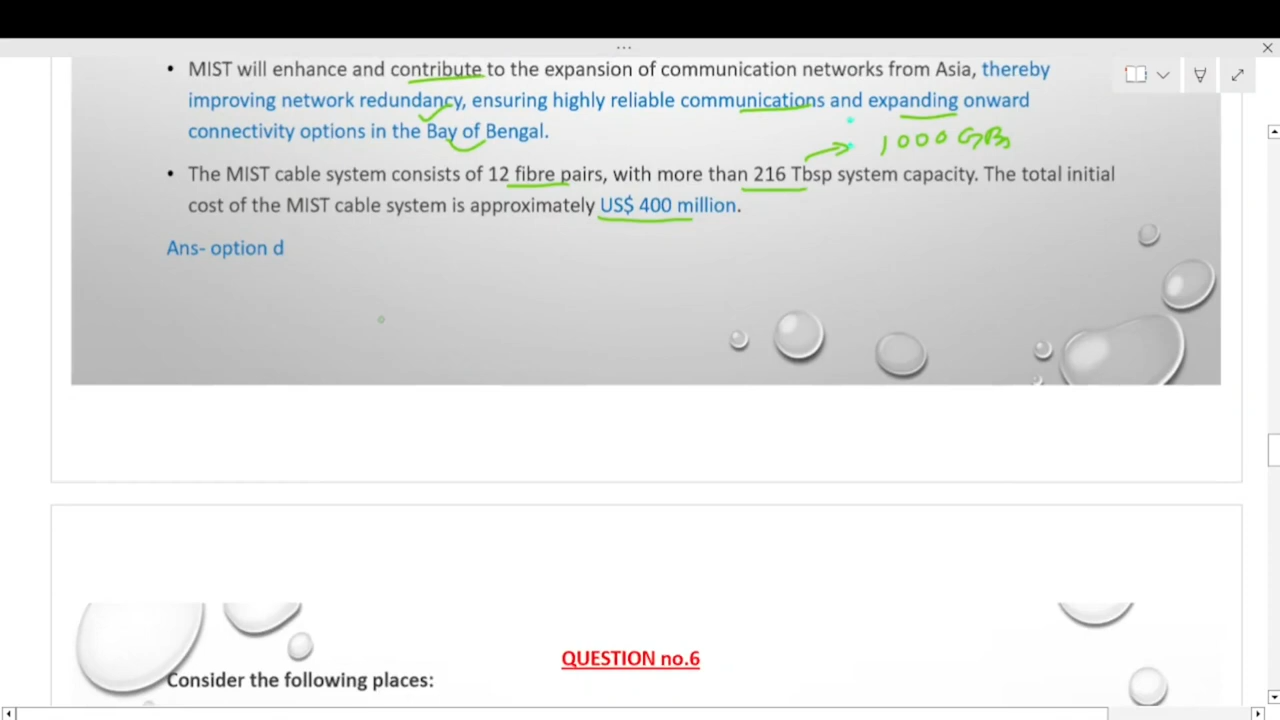 • MIST will enhance and contribute to the expansion of communication networks from Asia, thereby
improving network redundancy, ensuring highly reliable communications and expanding onward
connectivity options in the Bay of Bengal.
1000 GBs
• The MIST cable system consists of 12 fibre pairs, with more than 216 Tbsp system capacity. The total initial
cost of the MIST cable system is approximately US$ 400 million.
Ans- option d
QUESTION no.6
Consider the following places: